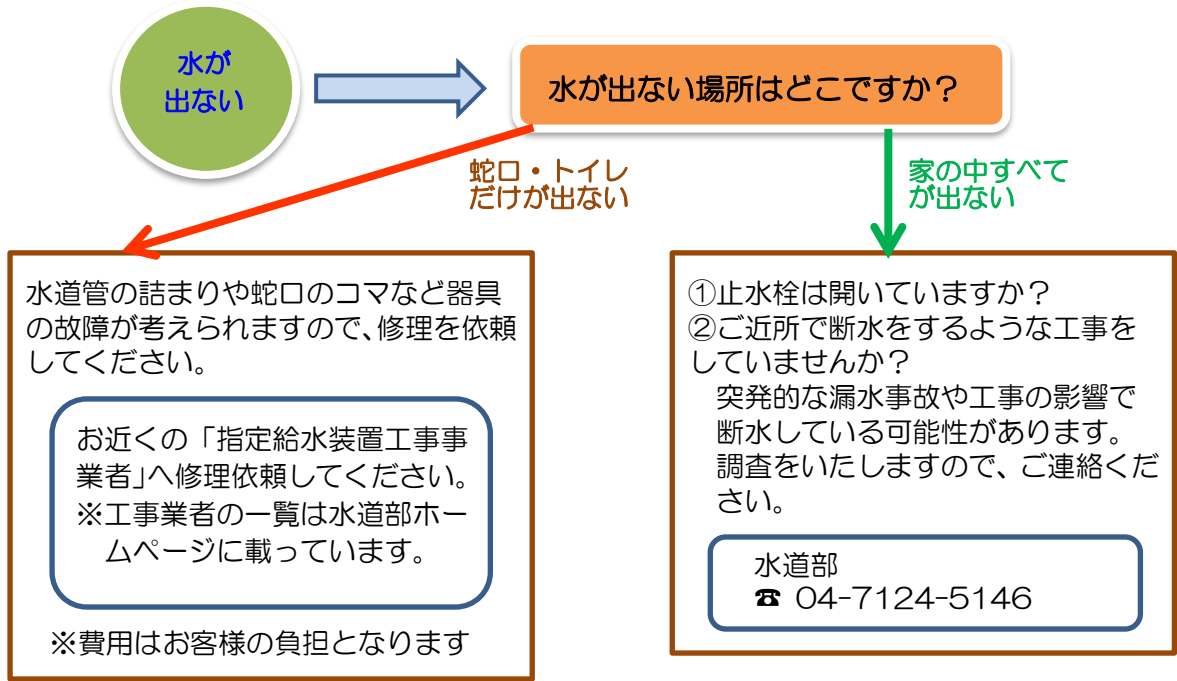 水が
出ない
水が出ない場所はどこですか？
蛇口・トイレ
だけが出ない
家の中すべて
が出ない
水道管の詰まりや蛇口のコマなど器具
の故障が考えられますので、修理を依頼
してください。
お近くの「指定給水装置工事事
業者」へ修理依頼してください。
※工事業者の一覧は水道部ホー
ムページに載っています。
※費用はお客様の負担となります
①止水栓は開いていますか？
②ご近所で断水をするような工事を
していませんか？
突発的な漏水事故や工事の影響で
断水している可能性があります。
調査をいたしますので、ご連絡くだ
さい。
水道部
☎ 04-7124-5146